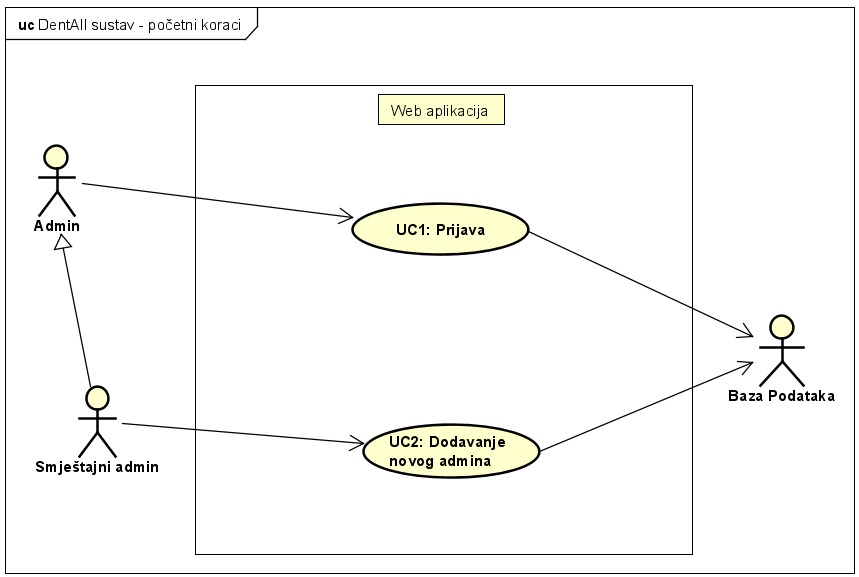 uc DentAll sustav - početni koraci
Web aplikacija
Admin
UC1: Prijava
Baza Podataka
UC2: Dodavanje
novog admina
Smještajni admin